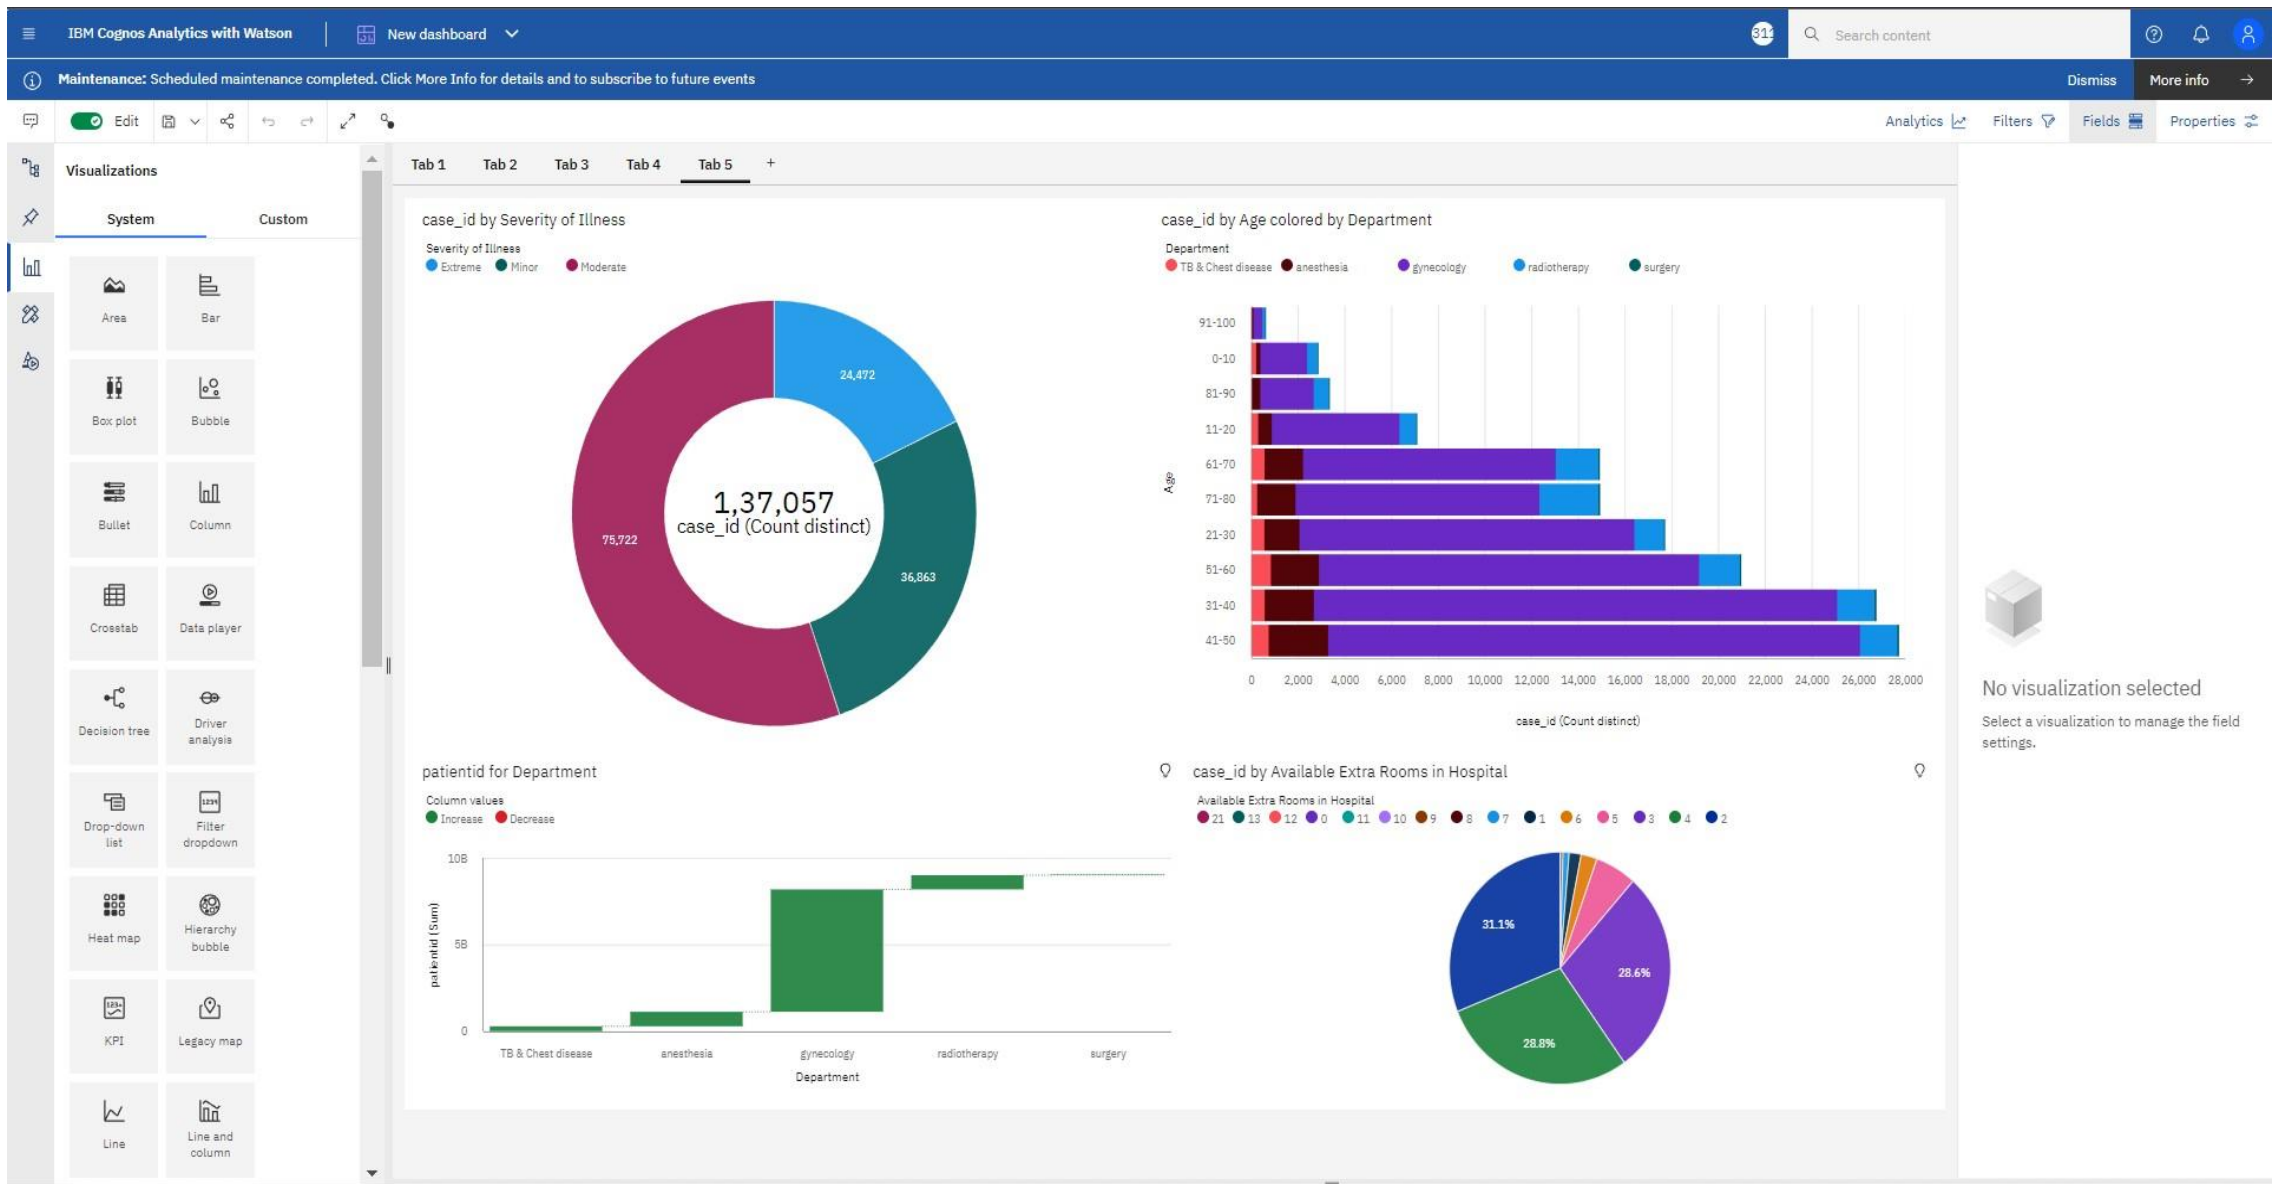 IBM Cognos Analytics with Watson
New dashboard
311
Search content
Maintenance: Scheduled maintenance completed. Click More Info for details and to subscribe to future events
Dismiss
More info
Edit
Analytics
Filters
Fields
Properties
Visualizations
System
Custom
Area
Bar
Box plot
Bubble
Bullet
Column
Crosstab
Data player
Decision tree
Driver
analysis
Drop-down
list
Filter
dropdown
Heat map
Hierarchy
bubble
KPI
Legacy map
Line
Line and
column
Tab 1
Tab 2
Tab 3
Tab 4
Tab 5
+
case_id by Severity of Illness
Severity of Illness
Extreme
Minor
Moderate
24,472
36,863
75,722
1,37,057
case_id (Count distinct)
case_id by Age colored by Department
Department
TB & Chest disease
anesthesia
gynecology
radiotherapy
surgery
Age
91-100
0-10
81-90
11-20
61-70
71-80
21-30
51-60
31-40
41-50
0 2,000 4,000 6,000 8,000 10,000 12,000 14,000 16,000 18,000 20,000 22,000 24,000 26,000 28,000
case_id (Count distinct)
patientid for Department
Column values
Increase
Decrease
patientid (Sum)
10B
5B
0
TB & Chest disease
anesthesia
gynecology
radiotherapy
surgery
Department
case_id by Available Extra Rooms in Hospital
Available Extra Rooms in Hospital
21 13 12 0 11 10 9 8 7 1 6 5 3 4 2
31.1%
28.6%
28.8%
No visualization selected
Select a visualization to manage the field
settings.